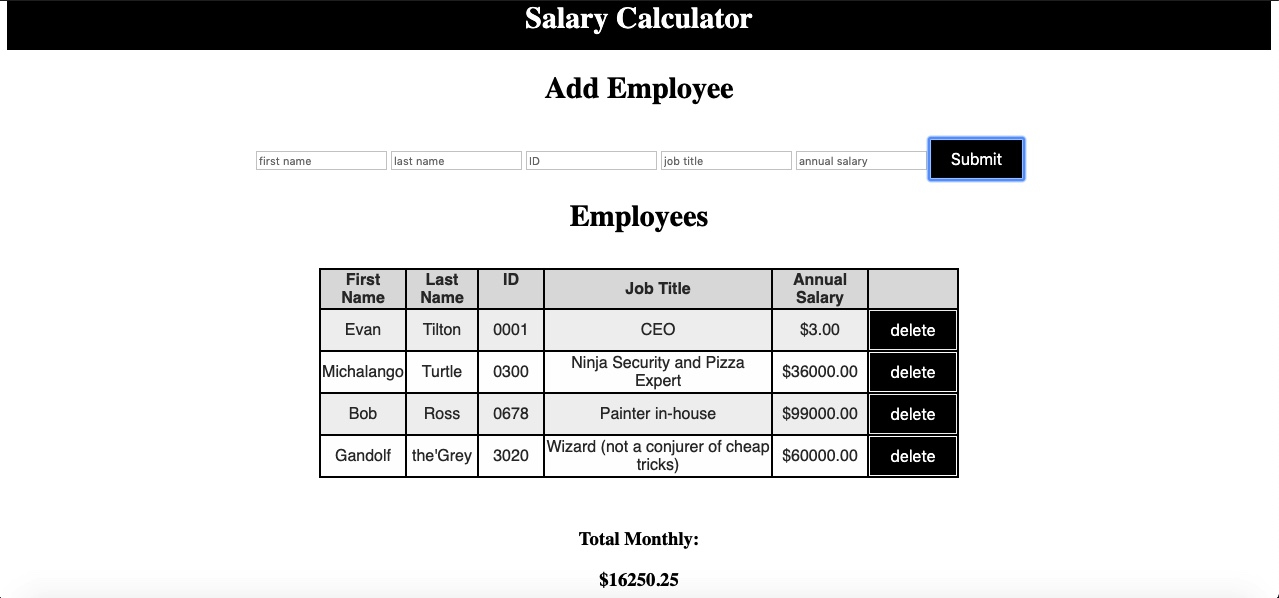 Salary Calculator
Add Employee
first name last name ID job title annual salary Submit
Employees
First Name Last Name ID Job Title Annual Salary
Evan Tilton 0001 CEO $3.00 delete
Michalango Turtle 0300 Ninja Security and Pizza Expert $36000.00 delete
Bob Ross 0678 Painter in-house $99000.00 delete
Gandolf the'Grey 3020 Wizard (not a conjurer of cheap tricks) $60000.00 delete
Total Monthly:
$16250.25